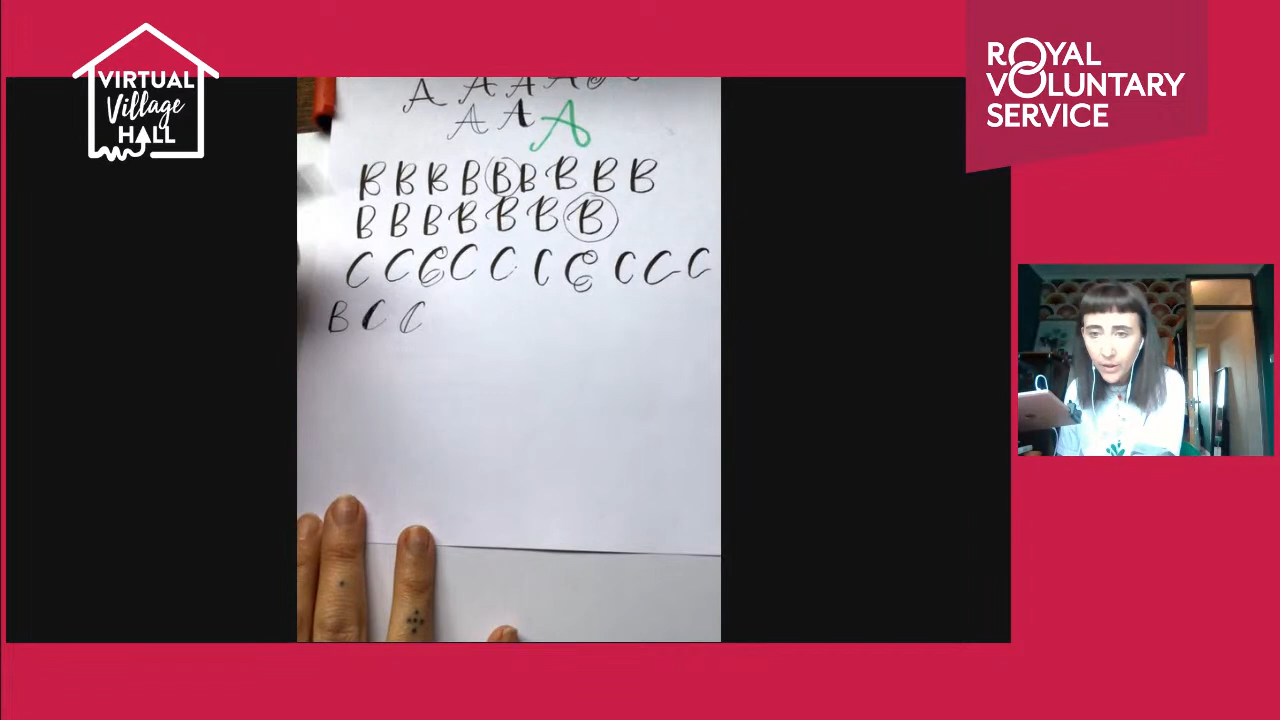 VIRTUAL
Village
HALL
ROYAL
VOLUNTARY
SERVICE
A A A A
A A A
B B B B B B B B B
B B B B B B B
C C C C C C C C C C
B C C